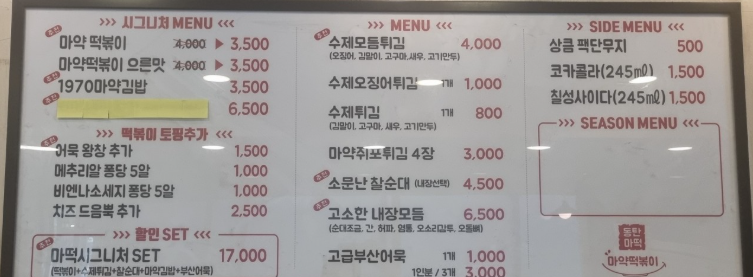 >>> 시그니처 MENU <<<
추천 마약 떡볶이 4,000 ▶ 3,500
마약떡볶이 으른맛 4,000 ▶ 3,500
추천 1970마약김밥 3,500
추천 6,500
>>> 떡볶이 토핑추가 <<<
어묵 왕창 추가 1,500
메추리알 퐁당 5알 1,000
비엔나소세지 퐁당 5알 1,000
치즈 드음뿍 추가 2,500
>>> 할인 SET <<<
추천 마떡시그니처 SET 17,000
(떡볶이+수제튀김+찰순대+마약김밥+부산어묵)
>>> MENU <<<
추천 수제모듬튀김 4,000
(오징어, 김말이, 고구마,새우, 고기만두)
수제오징어튀김 1개 1,000
수제튀김 1개 800
(김말이, 고구마, 새우, 고기만두)
마약쥐포튀김 4장 3,000
추천 소문난 찰순대 (내장선택) 4,500
추천 고소한 내장모듬 6,500
(순대조금, 간, 허파, 염통, 오소리감투, 오돌뼈)
고급부산어묵 1개 1,000
1인분 / 3개 3,000
>>> SIDE MENU <<<
상큼 팩단무지 500
코카콜라(245㎖) 1,500
칠성사이다(245㎖) 1,500
>>> SEASON MENU <<<
동탄
마떡
마약떡볶이